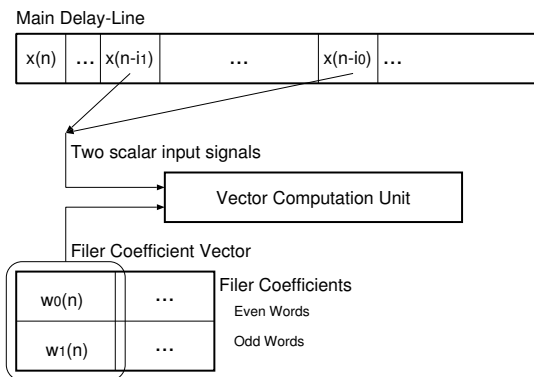 Main Delay-Line
x(n) ... x(n-i1) ... x(n-i0) ...
Two scalar input signals
Vector Computation Unit
Filer Coefficient Vector
w0(n) ... Filer Coefficients
Even Words
w1(n) ... Odd Words